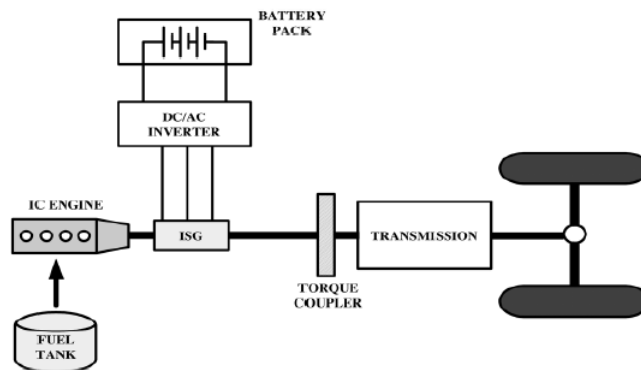 BATTERY
PACK
DC/AC
INVERTER
IC ENGINE
ISG
TRANSMISSION
TORQUE
COUPLER
FUEL
TANK